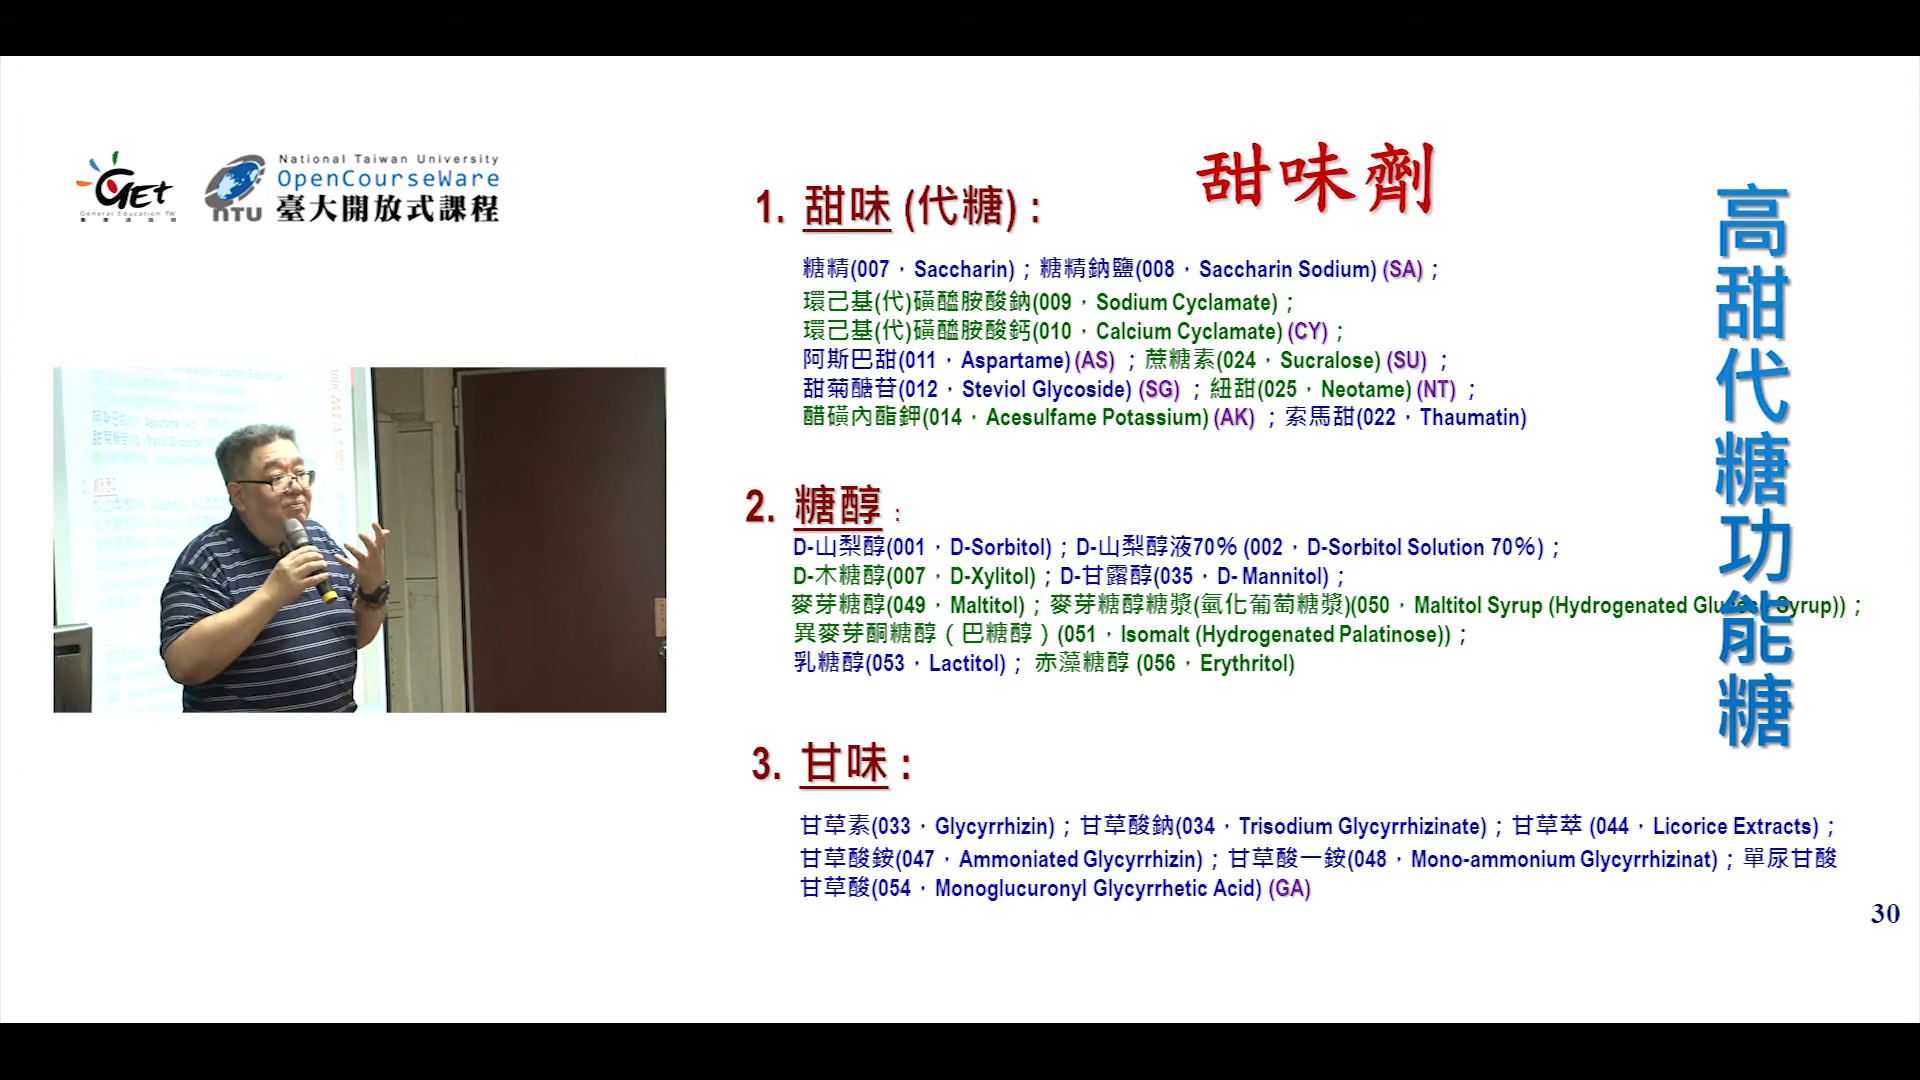 GEt
General Education TW
National Taiwan University
OpenCourseWare
NTU 臺大開放式課程
甜味劑
高甜代糖功能糖
1. 甜味 (代糖) :
糖精(007，Saccharin)；糖精鈉鹽(008，Saccharin Sodium) (SA)；
環己基(代)磺醯胺酸鈉(009，Sodium Cyclamate)；
環己基(代)磺醯胺酸鈣(010，Calcium Cyclamate) (CY)；
阿斯巴甜(011，Aspartame) (AS) ；蔗糖素(024，Sucralose) (SU) ；
甜菊醣苷(012，Steviol Glycoside) (SG) ；紐甜(025，Neotame) (NT) ；
醋磺內酯鉀(014，Acesulfame Potassium) (AK) ；索馬甜(022，Thaumatin)
2. 糖醇 :
D-山梨醇(001，D-Sorbitol)；D-山梨醇液70% (002，D-Sorbitol Solution 70%)；
D-木糖醇(007，D-Xylitol)；D-甘露醇(035，D- Mannitol)；
麥芽糖醇(049，Maltitol)；麥芽糖醇糖漿(氫化葡萄糖漿)(050，Maltitol Syrup (Hydrogenated Glucose Syrup))；
異麥芽酮糖醇（巴糖醇）(051，Isomalt (Hydrogenated Palatinose))；
乳糖醇(053，Lactitol)； 赤藻糖醇 (056，Erythritol)
3. 甘味 :
甘草素(033，Glycyrrhizin)；甘草酸鈉(034，Trisodium Glycyrrhizinate)；甘草萃 (044，Licorice Extracts)；
甘草酸銨(047，Ammoniated Glycyrrhizin)；甘草酸一銨(048，Mono-ammonium Glycyrrhizinat)；單尿甘酸
甘草酸(054，Monoglucuronyl Glycyrrhetic Acid) (GA)
30